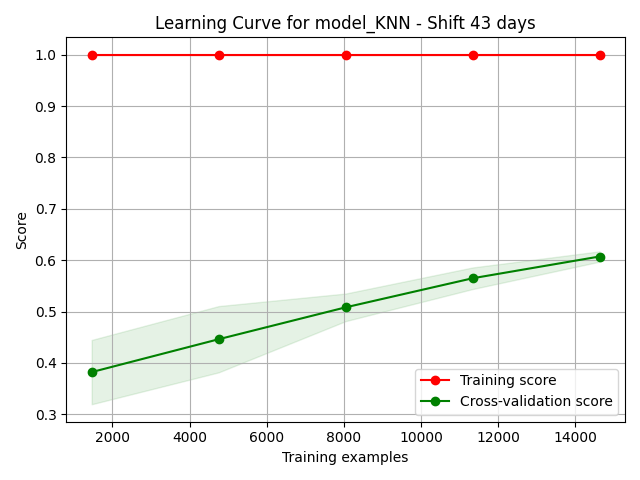 Learning Curve for model_KNN - Shift 43 days
1.0
0.9
0.8
0.7
0.6
0.5
0.4
0.3
Score
2000 4000 6000 8000 10000 12000 14000
Training examples
Training score
Cross-validation score